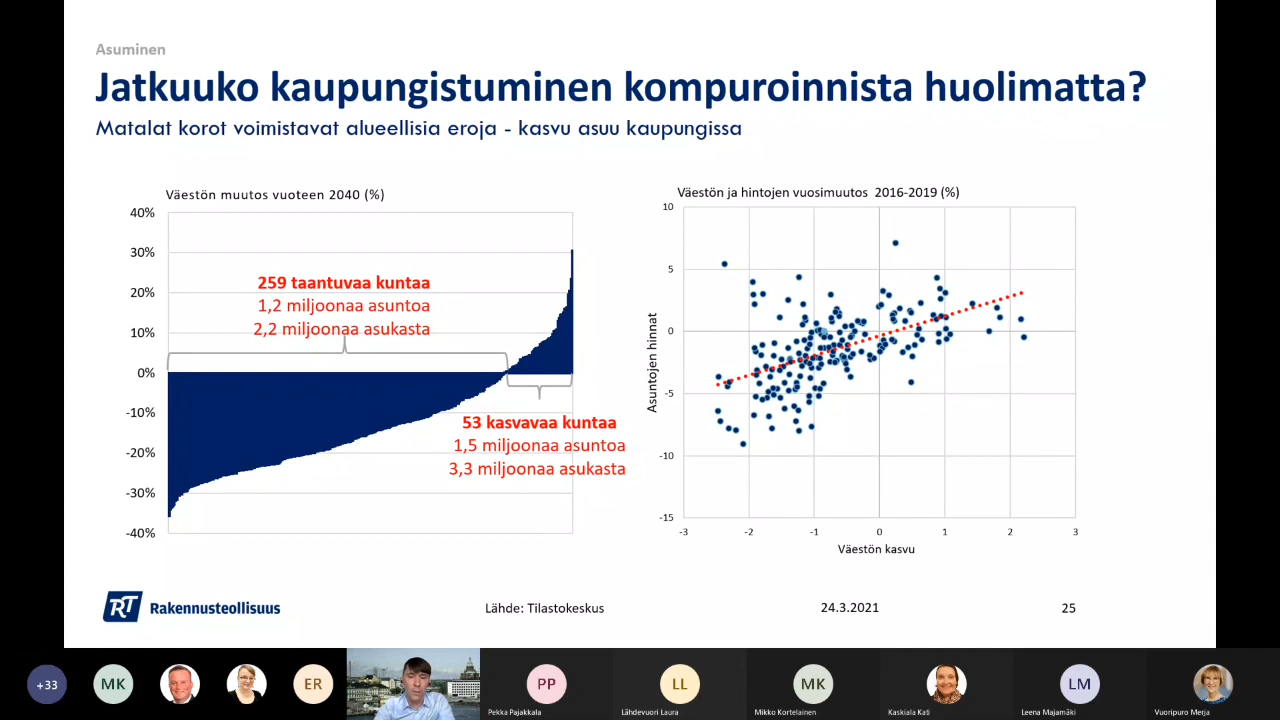 Asuminen
Jatkuuko kaupungistuminen kompuroinnista huolimatta?
Matalat korot voimistavat alueellisia eroja - kasvu asuu kaupungissa
Väestön muutos vuoteen 2040 (%)
40%
30%
20%
10%
0%
-10%
-20%
-30%
-40%
259 taantuvaa kuntaa
1,2 miljoonaa asuntoa
2,2 miljoonaa asukasta
53 kasvavaa kuntaa
1,5 miljoonaa asuntoa
3,3 miljoonaa asukasta
Väestön ja hintojen vuosimuutos 2016-2019 (%)
Asuntojen hinnat
10
5
0
-5
-10
-15
-3 -2 -1 0 1 2 3
Väestön kasvu
RT Rakennusteollisuus
Lähde: Tilastokeskus
24.3.2021
25
+33
MK
ER
PP
Pekka Pajakkala
LL
Lähdevuori Laura
MK
Mikko Kortelainen
Kaskiala Kati
LM
Leena Majamäki
Vuoripuro Merja